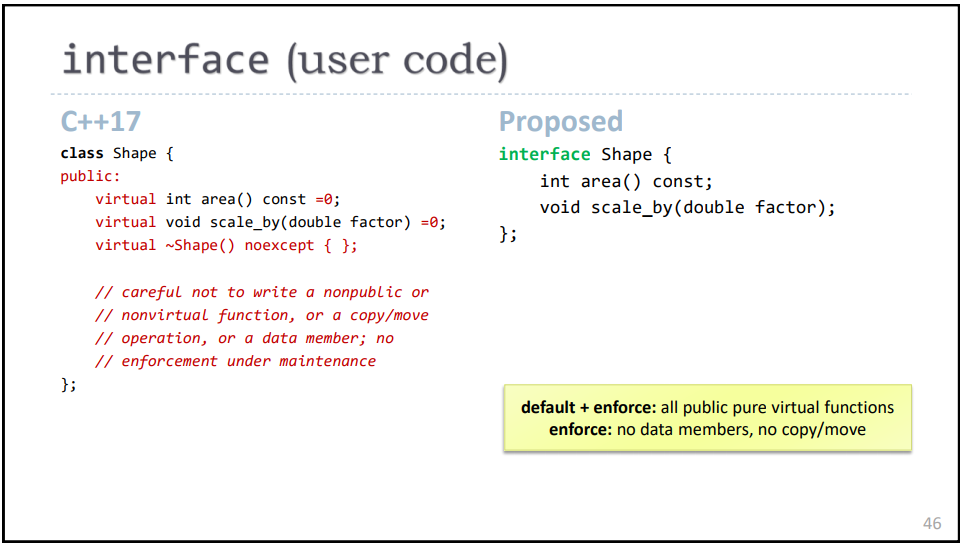 interface (user code)
C++17
class Shape {
public:
    virtual int area() const =0;
    virtual void scale_by(double factor) =0;
    virtual ~Shape() noexcept { };
    // careful not to write a nonpublic or
    // nonvirtual function, or a copy/move
    // operation, or a data member; no
    // enforcement under maintenance
};
Proposed
interface Shape {
    int area() const;
    void scale_by(double factor);
};
default + enforce: all public pure virtual functions
enforce: no data members, no copy/move
46